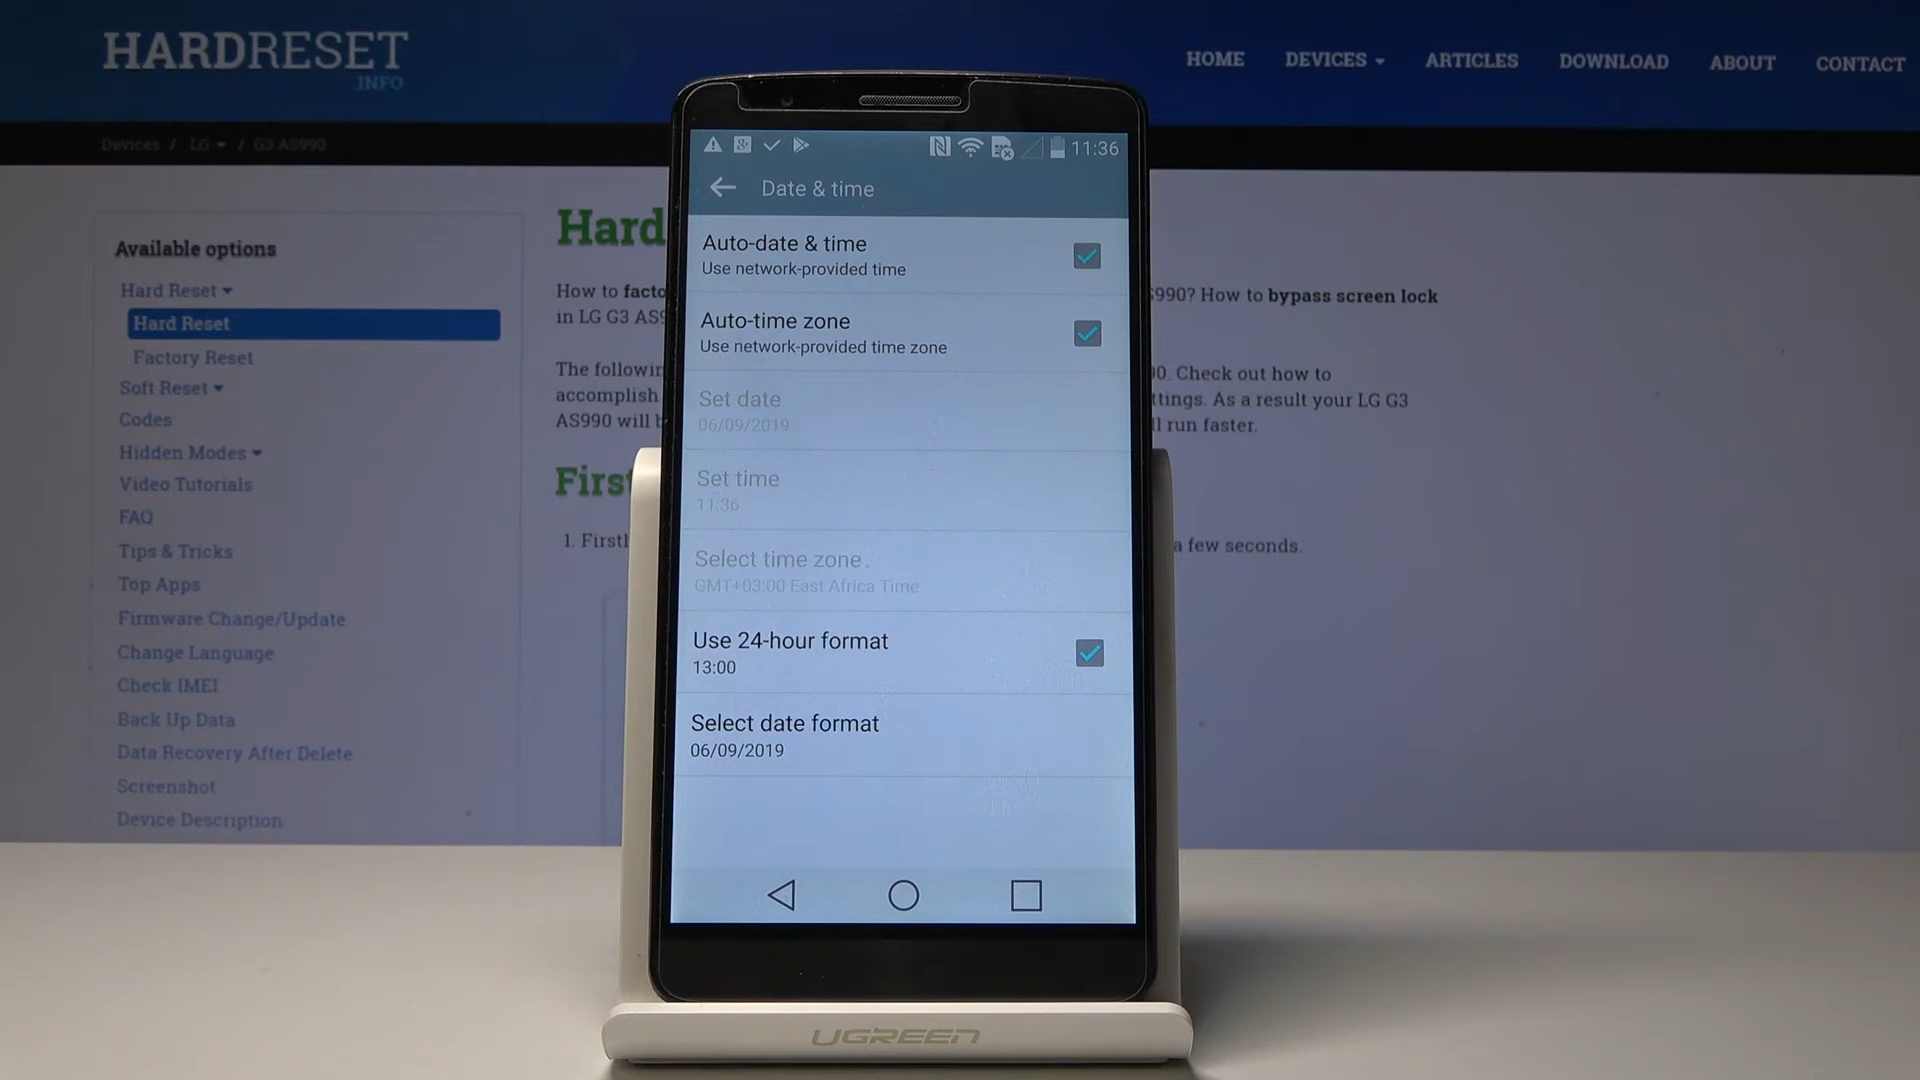 HARDRESET
.INFO
HOME DEVICES ARTICLES DOWNLOAD ABOUT CONTACT
Devices / LG / G3 AS990
Available options
Hard Reset
Hard Reset
Factory Reset
Soft Reset
Codes
Hidden Modes
Video Tutorials
FAQ
Tips & Tricks
Top Apps
Firmware Change/Update
Change Language
Check IMEI
Back Up Data
Data Recovery After Delete
Screenshot
Device Description
Hard
How to facto
S990? How to bypass screen lock
in LG G3 AS9
The followin
90. Check out how to
accomplish
ttings. As a result your LG G3
AS990 will b
ll run faster.
First
1. Firstl
a few seconds.
11:36
Date & time
Auto-date & time
Use network-provided time
Auto-time zone
Use network-provided time zone
Set date
06/09/2019
Set time
11:36
Select time zone
GMT+03:00 East Africa Time
Use 24-hour format
13:00
Select date format
06/09/2019
UGREEN